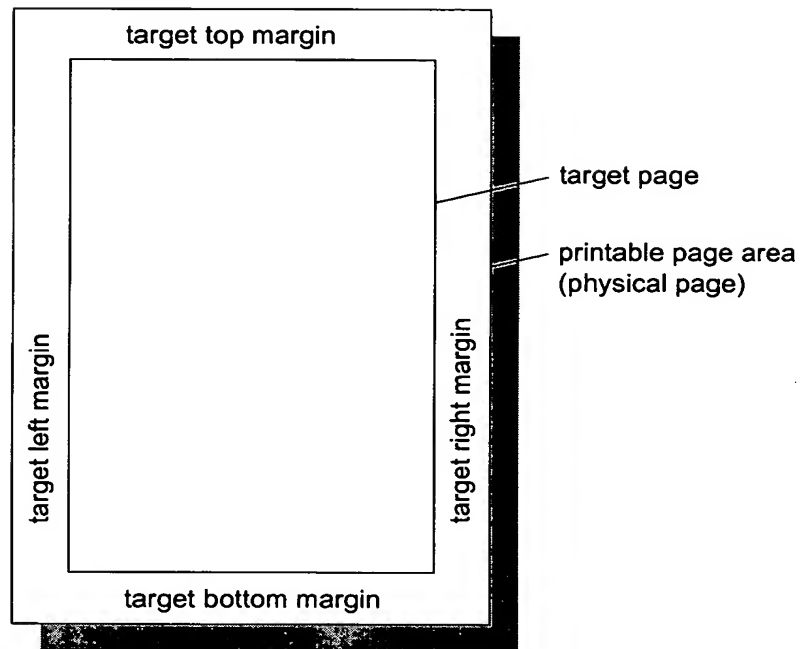 target top margin
target page
printable page area
(physical page)
target left margin
target right margin
target bottom margin